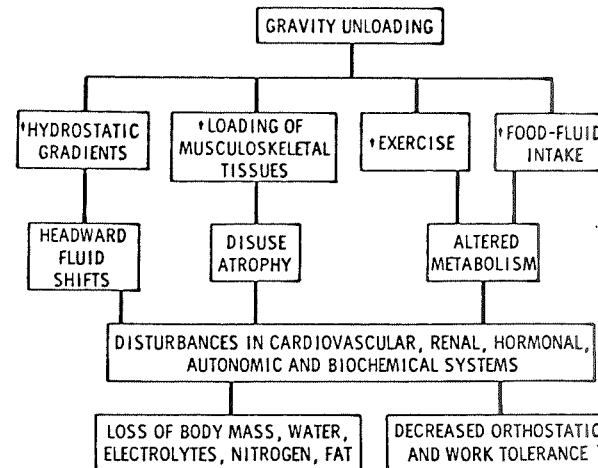 GRAVITY UNLOADING
↑HYDROSTATIC
GRADIENTS
↑LOADING OF
MUSCULOSKELETAL
TISSUES
↑EXERCISE
↑FOOD-FLUID
INTAKE
HEADWARD
FLUID
SHIFTS
DISUSE
ATROPHY
ALTERED
METABOLISM
DISTURBANCES IN CARDIOVASCULAR, RENAL, HORMONAL,
AUTONOMIC AND BIOCHEMICAL SYSTEMS
LOSS OF BODY MASS, WATER,
ELECTROLYTES, NITROGEN, FAT
DECREASED ORTHOSTATIC
AND WORK TOLERANCE